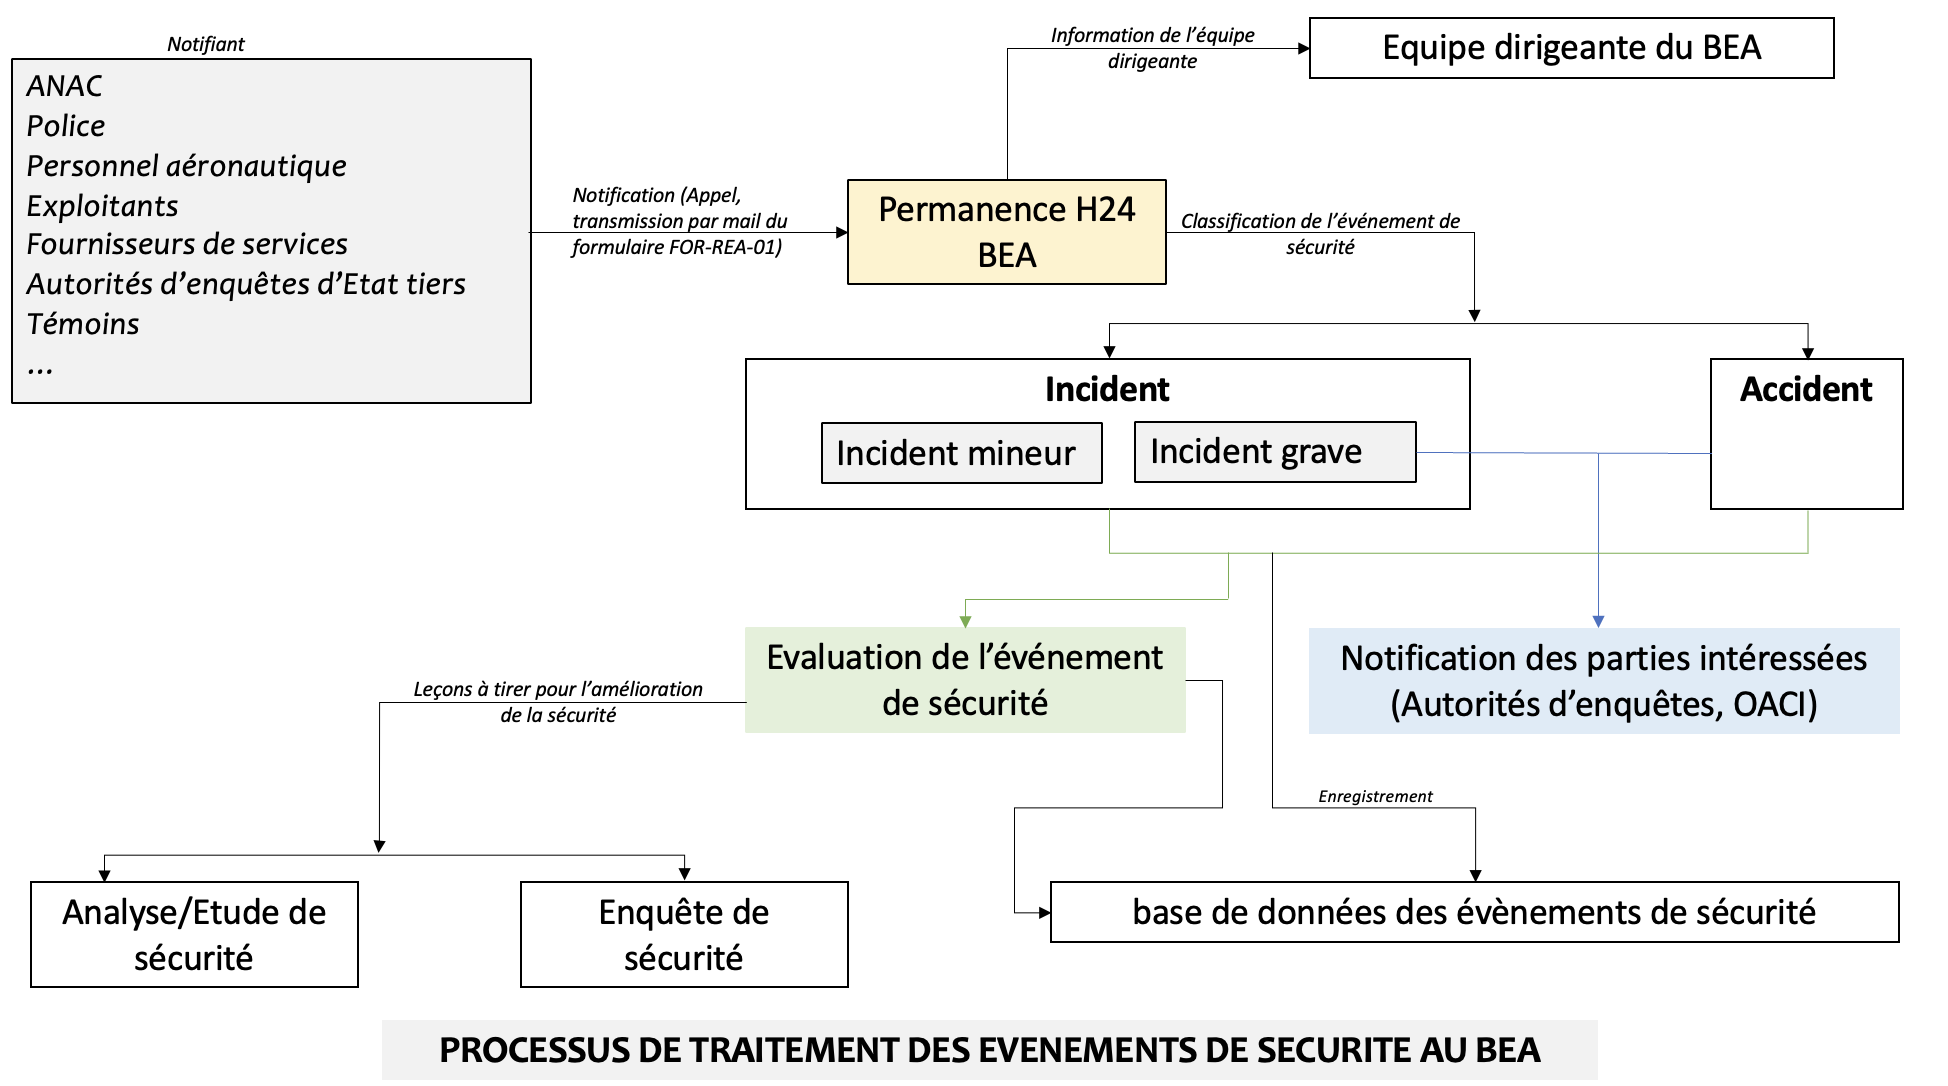 Notifiant
ANAC
Police
Personnel aéronautique
Exploitants
Fournisseurs de services
Autorités d’enquêtes d’Etat tiers
Témoins
...
Notification (Appel,
transmission par mail du
formulaire FOR-REA-01)
Information de l’équipe
dirigeante
Equipe dirigeante du BEA
Permanence H24
BEA
Classification de l’événement de
sécurité
Incident
Incident mineur
Incident grave
Accident
Evaluation de l’événement
de sécurité
Notification des parties intéressées
(Autorités d’enquêtes, OACI)
Leçons à tirer pour l’amélioration
de la sécurité
Enregistrement
Analyse/Etude de
sécurité
Enquête de
sécurité
base de données des évènements de sécurité
PROCESSUS DE TRAITEMENT DES EVENEMENTS DE SECURITE AU BEA